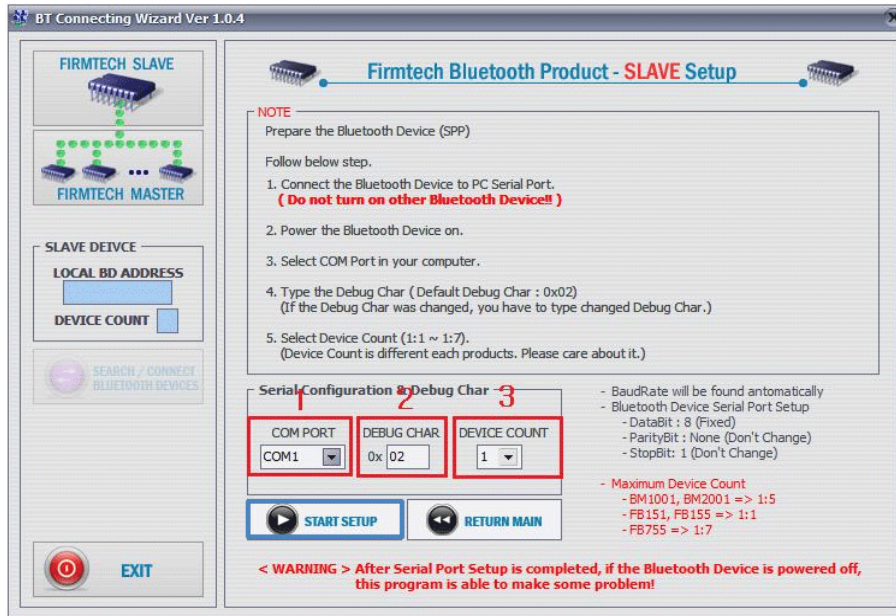 BT Connecting Wizard Ver 1.0.4
FIRMTECH SLAVE
FIRMTECH MASTER
SLAVE DEIVCE
LOCAL BD ADDRESS
DEVICE COUNT
SEARCH / CONNECT
BLUETOOTH DEVICES
EXIT
Firmtech Bluetooth Product - SLAVE Setup
NOTE
Prepare the Bluetooth Device (SPP)
Follow below step.
1. Connect the Bluetooth Device to PC Serial Port.
( Do not turn on other Bluetooth Device!! )
2. Power the Bluetooth Device on.
3. Select COM Port in your computer.
4. Type the Debug Char ( Default Debug Char : 0x02)
(If the Debug Char was changed, you have to type changed Debug Char.)
5. Select Device Count (1:1 ~ 1:7).
(Device Count is different each products. Please care about it.)
Serial Configuration & Debug Char
1 2 3
COM PORT DEBUG CHAR DEVICE COUNT
COM1 0x 02 1
START SETUP RETURN MAIN
- BaudRate will be found antomatically
- Bluetooth Device Serial Port Setup
- DataBit : 8 (Fixed)
- ParityBit : None (Don't Change)
- StopBit: 1 (Don't Change)
- Maximum Device Count
- BM1001, BM2001 => 1:5
- FB151, FB155 => 1:1
- FB755 => 1:7
< WARNING > After Serial Port Setup is completed, if the Bluetooth Device is powered off,
this program is able to make some problem!